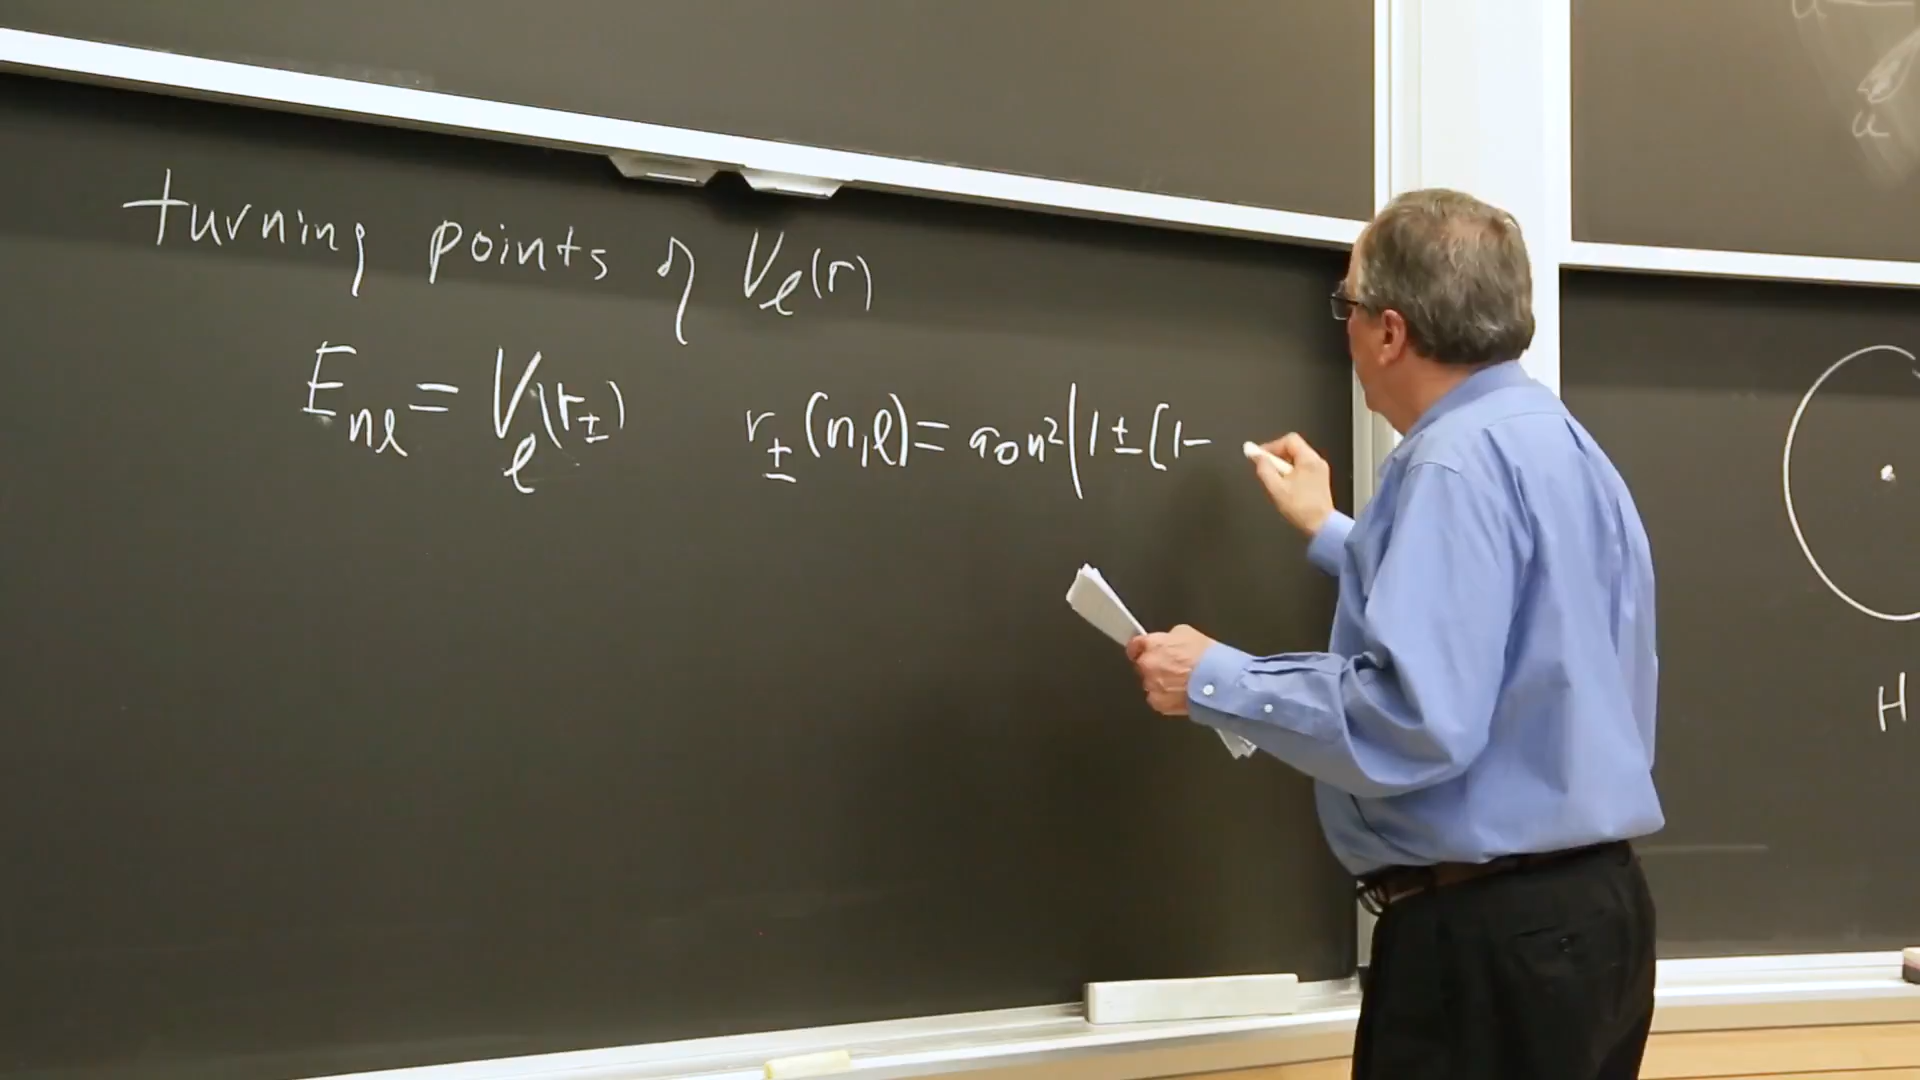 turning points of Vℓ(r)
Enℓ = Vℓ(r±)   r±(n,ℓ) = a₀n² |1 ± [1-
u
H